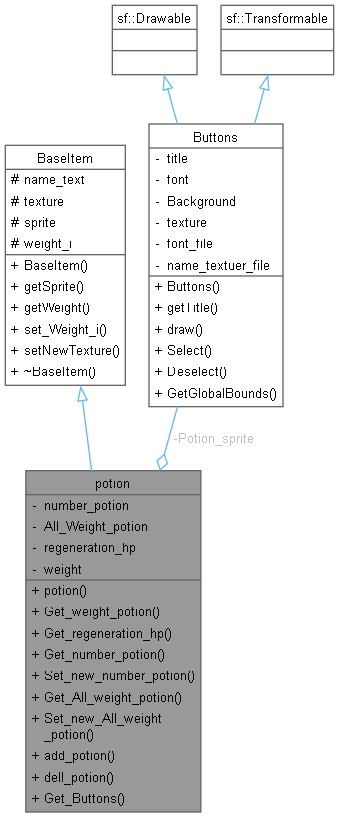 sf::Drawable
sf::Transformable
Buttons
- title
- font
- Background
- texture
- font_file
- name_textuer_file
+ Buttons()
+ getTitle()
+ draw()
+ Select()
+ Deselect()
+ GetGlobalBounds()
BaseItem
# name_text
# texture
# sprite
# weight_i
+ BaseItem()
+ getSprite()
+ getWeight()
+ set_Weight_i()
+ setNewTexture()
+ ~BaseItem()
-Potion_sprite
potion
- number_potion
- All_Weight_potion
- regeneration_hp
- weight
+ potion()
+ Get_weight_potion()
+ Get_regeneration_hp()
+ Get_number_potion()
+ Set_new_number_potion()
+ Get_All_weight_potion()
+ Set_new_All_weight
_potion()
+ add_potion()
+ dell_potion()
+ Get_Buttons()